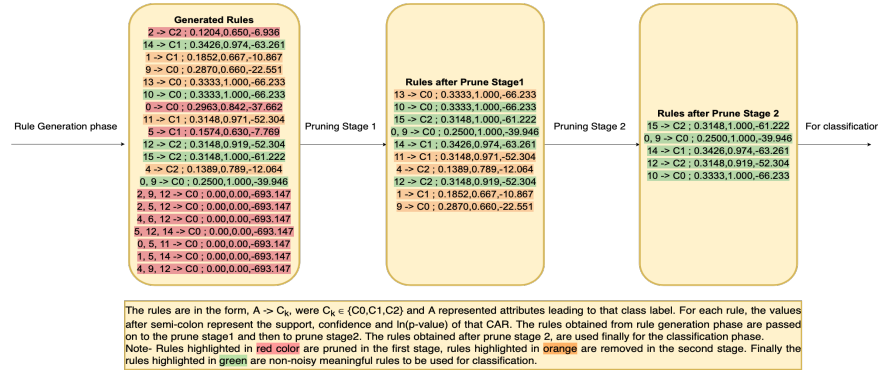 Generated Rules
2 -> C2 ; 0.1204,0.650,-6.936
14 -> C1 ; 0.3426,0.974,-63.261
1 -> C1 ; 0.1852,0.667,-10.867
9 -> C0 ; 0.2870,0.660,-22.551
13 -> C0 ; 0.3333,1.000,-66.233
10 -> C0 ; 0.3333,1.000,-66.233
0 -> C0 ; 0.2963,0.842,-37.662
11 -> C1 ; 0.3148,0.971,-52.304
5 -> C1 ; 0.1574,0.630,-7.769
12 -> C2 ; 0.3148,0.919,-52.304
15 -> C2 ; 0.3148,1.000,-61.222
4 -> C2 ; 0.1389,0.789,-12.064
0, 9 -> C0 ; 0.2500,1.000,-39.946
2, 9, 12 -> C0 ; 0.00,0.00,-693.147
2, 5, 12 -> C0 ; 0.00,0.00,-693.147
4, 6, 12 -> C0 ; 0.00,0.00,-693.147
5, 12, 14 -> C0 ; 0.00,0.00,-693.147
0, 5, 11 -> C0 ; 0.00,0.00,-693.147
1, 5, 14 -> C0 ; 0.00,0.00,-693.147
4, 9, 12 -> C0 ; 0.00,0.00,-693.147
Rule Generation phase
Pruning Stage 1
Rules after Prune Stage1
13 -> C0 ; 0.3333,1.000,-66.233
10 -> C0 ; 0.3333,1.000,-66.233
15 -> C2 ; 0.3148,1.000,-61.222
0, 9 -> C0 ; 0.2500,1.000,-39.946
14 -> C1 ; 0.3426,0.974,-63.261
11 -> C1 ; 0.3148,0.971,-52.304
4 -> C2 ; 0.1389,0.789,-12.064
12 -> C2 ; 0.3148,0.919,-52.304
1 -> C1 ; 0.1852,0.667,-10.867
9 -> C0 ; 0.2870,0.660,-22.551
Pruning Stage 2
Rules after Prune Stage 2
15 -> C2 ; 0.3148,1.000,-61.222
0, 9 -> C0 ; 0.2500,1.000,-39.946
14 -> C1 ; 0.3426,0.974,-63.261
12 -> C2 ; 0.3148,0.919,-52.304
10 -> C0 ; 0.3333,1.000,-66.233
For classification
The rules are in the form, A -> Cₖ, were Cₖ ∈ {C0,C1,C2} and A represented attributes leading to that class label. For each rule, the values
after semi-colon represent the support, confidence and ln(p-value) of that CAR. The rules obtained from rule generation phase are passed
on to the prune stage1 and then to prune stage2. The rules obtained after prune stage 2, are used finally for the classification phase.
Note- Rules highlighted in red color are pruned in the first stage, rules highlighted in orange are removed in the second stage. Finally the
rules highlighted in green are non-noisy meaningful rules to be used for classification.